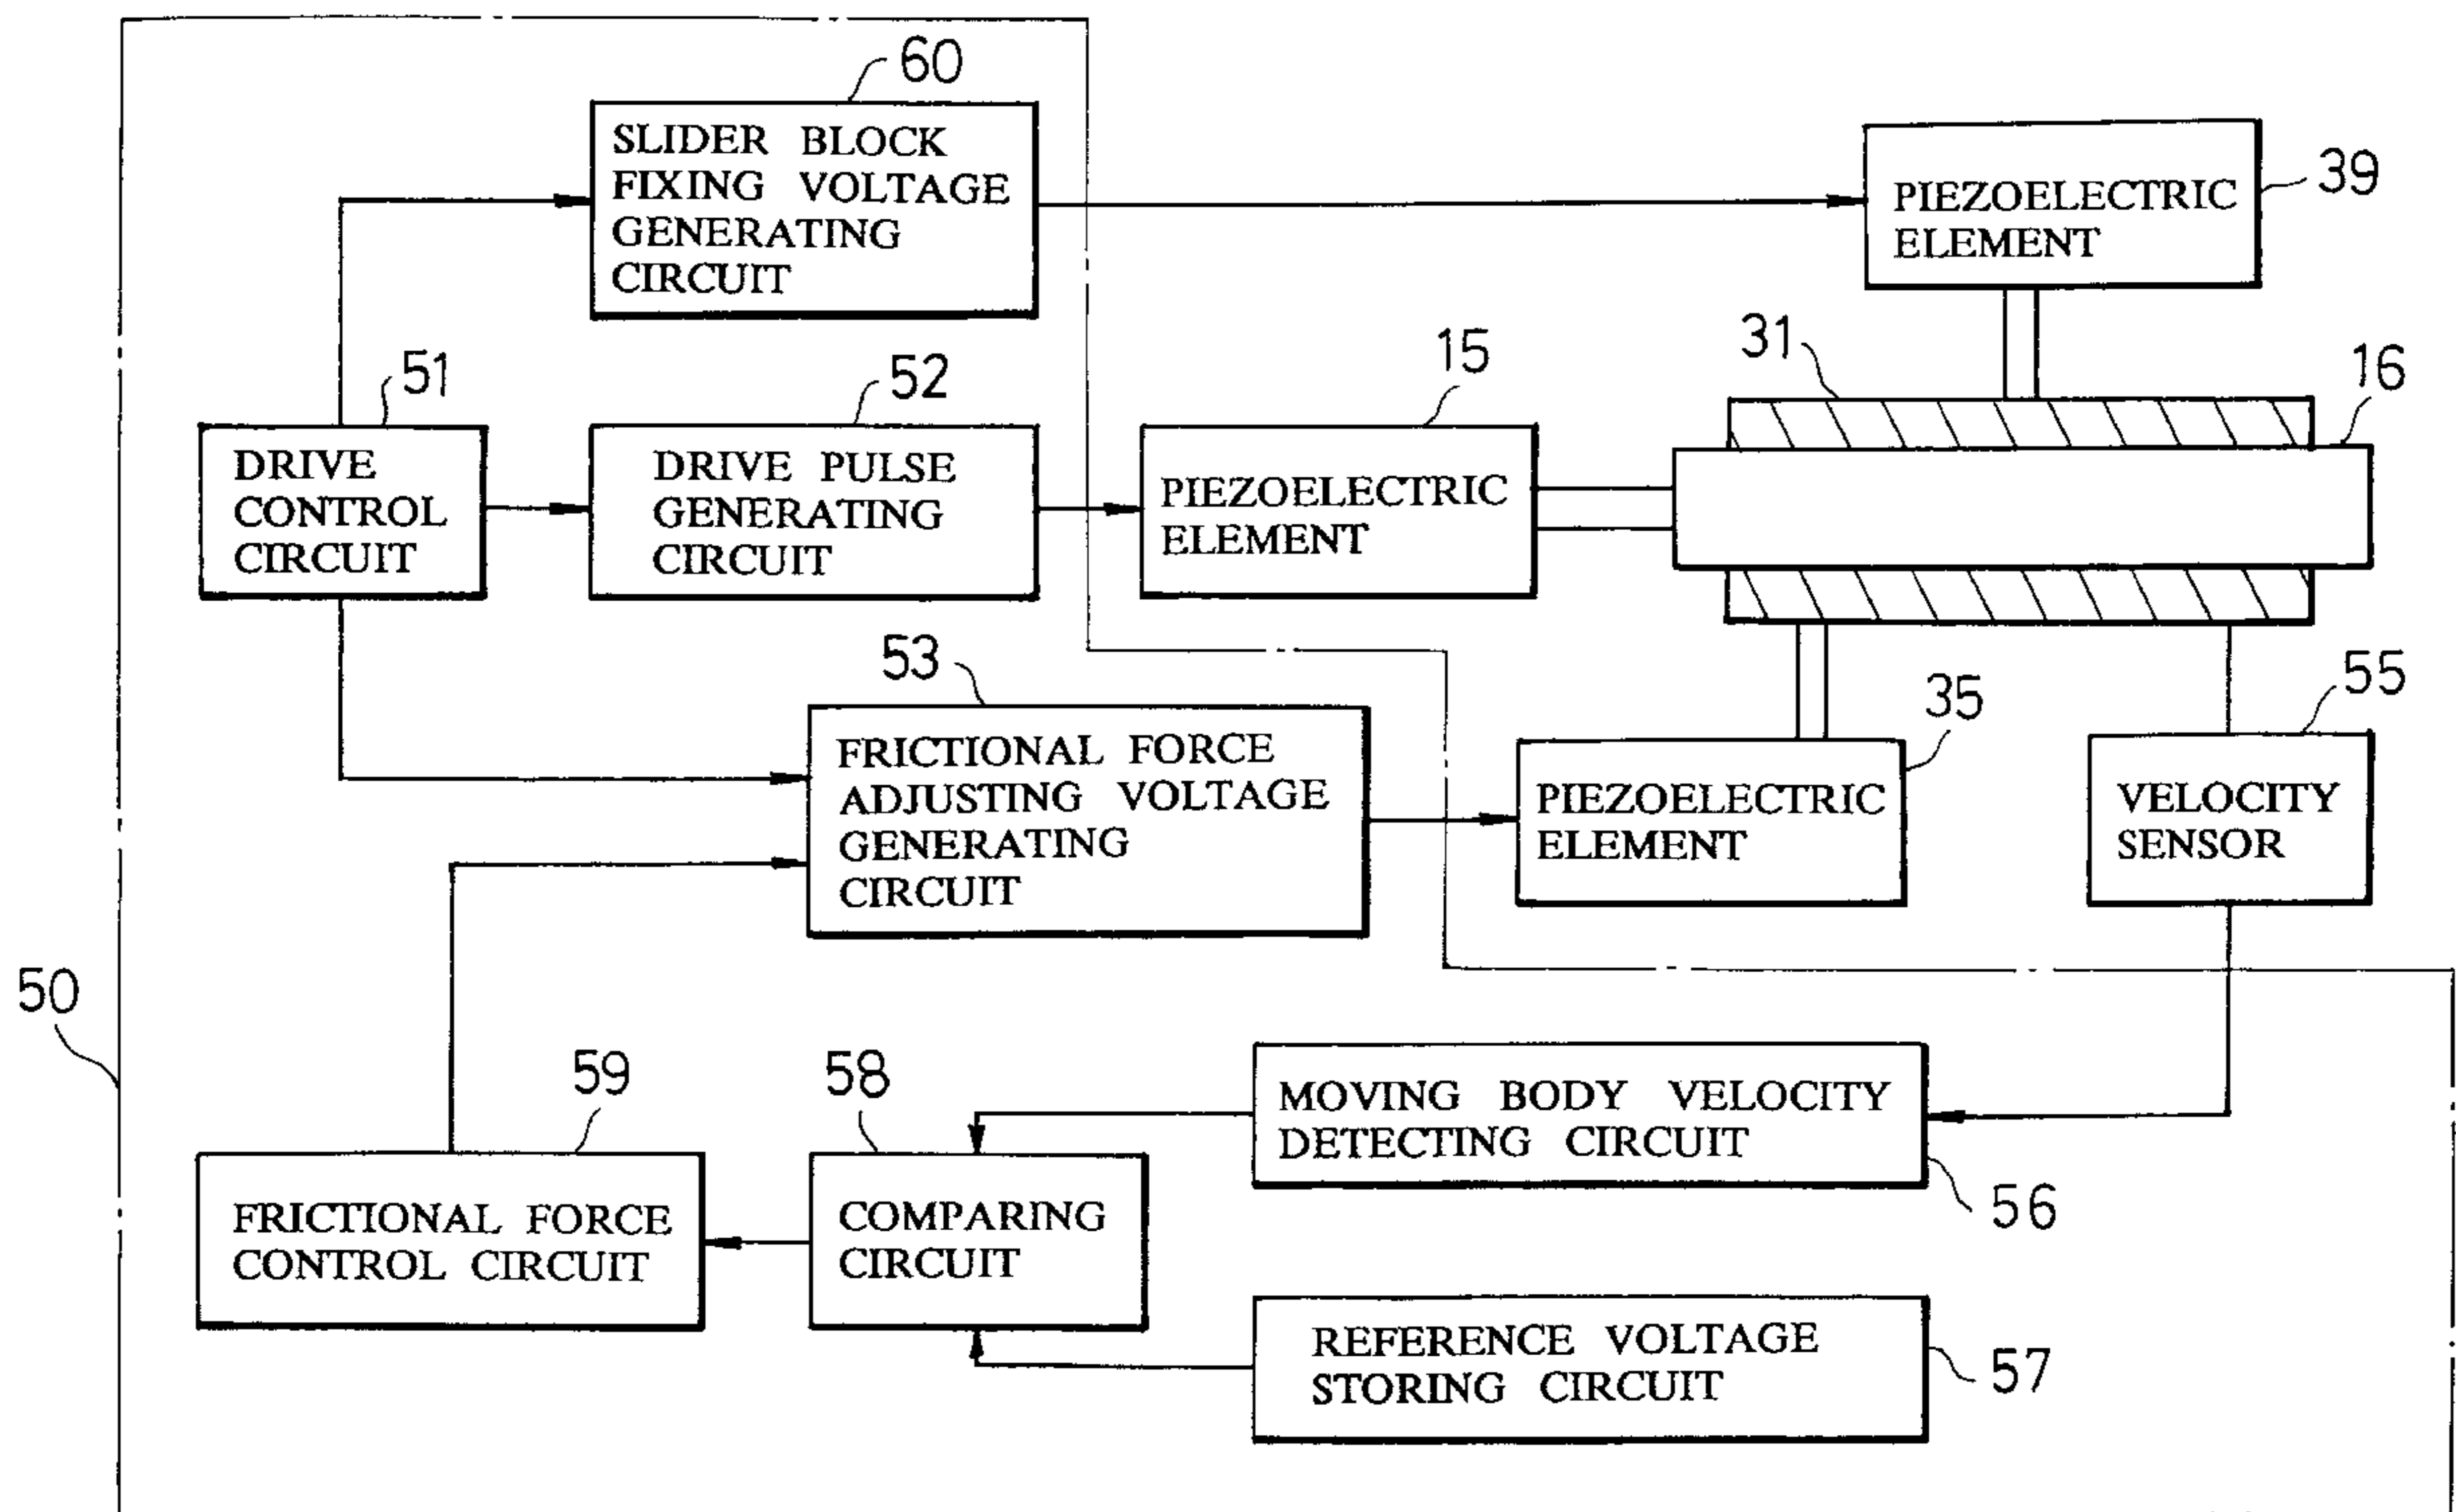 60
SLIDER BLOCK
FIXING VOLTAGE
GENERATING
CIRCUIT
PIEZOELECTRIC
ELEMENT
39
51
DRIVE
CONTROL
CIRCUIT
52
DRIVE PULSE
GENERATING
CIRCUIT
15
PIEZOELECTRIC
ELEMENT
31
16
53
FRICTIONAL FORCE
ADJUSTING VOLTAGE
GENERATING
CIRCUIT
35
PIEZOELECTRIC
ELEMENT
55
VELOCITY
SENSOR
50
59
FRICTIONAL FORCE
CONTROL CIRCUIT
58
COMPARING
CIRCUIT
MOVING BODY VELOCITY
DETECTING CIRCUIT
56
REFERENCE VOLTAGE
STORING CIRCUIT
57